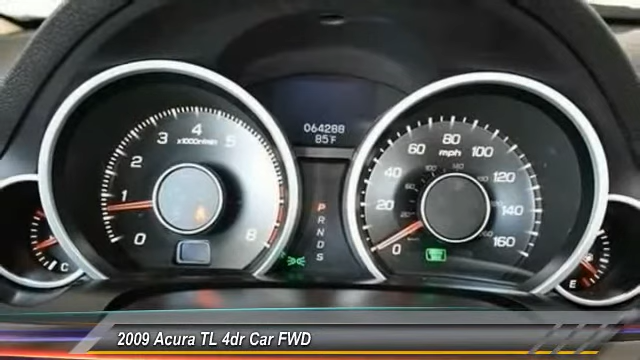 064288
85°F
0 1 2 3 4 5 8
x1000r/min
P
R
N
D
S
0 20 40 60 80 100 120 140 160
mph
C
E
2009 Acura TL 4dr Car FWD